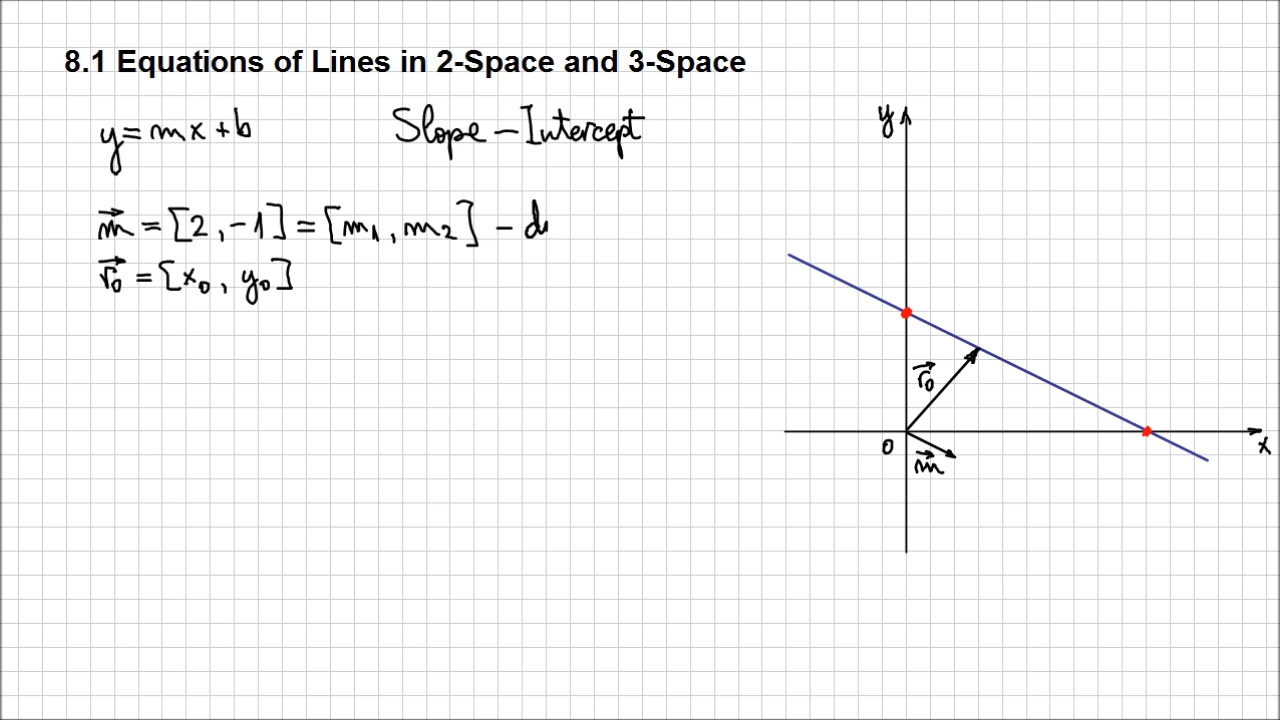 8.1 Equations of Lines in 2-Space and 3-Space
y = mx + b
Slope - Intercept
m⃗ = [2, -1] = [m₁, m₂] -
r⃗₀ = [x₀, y₀]
y
r⃗₀
0
m⃗
x